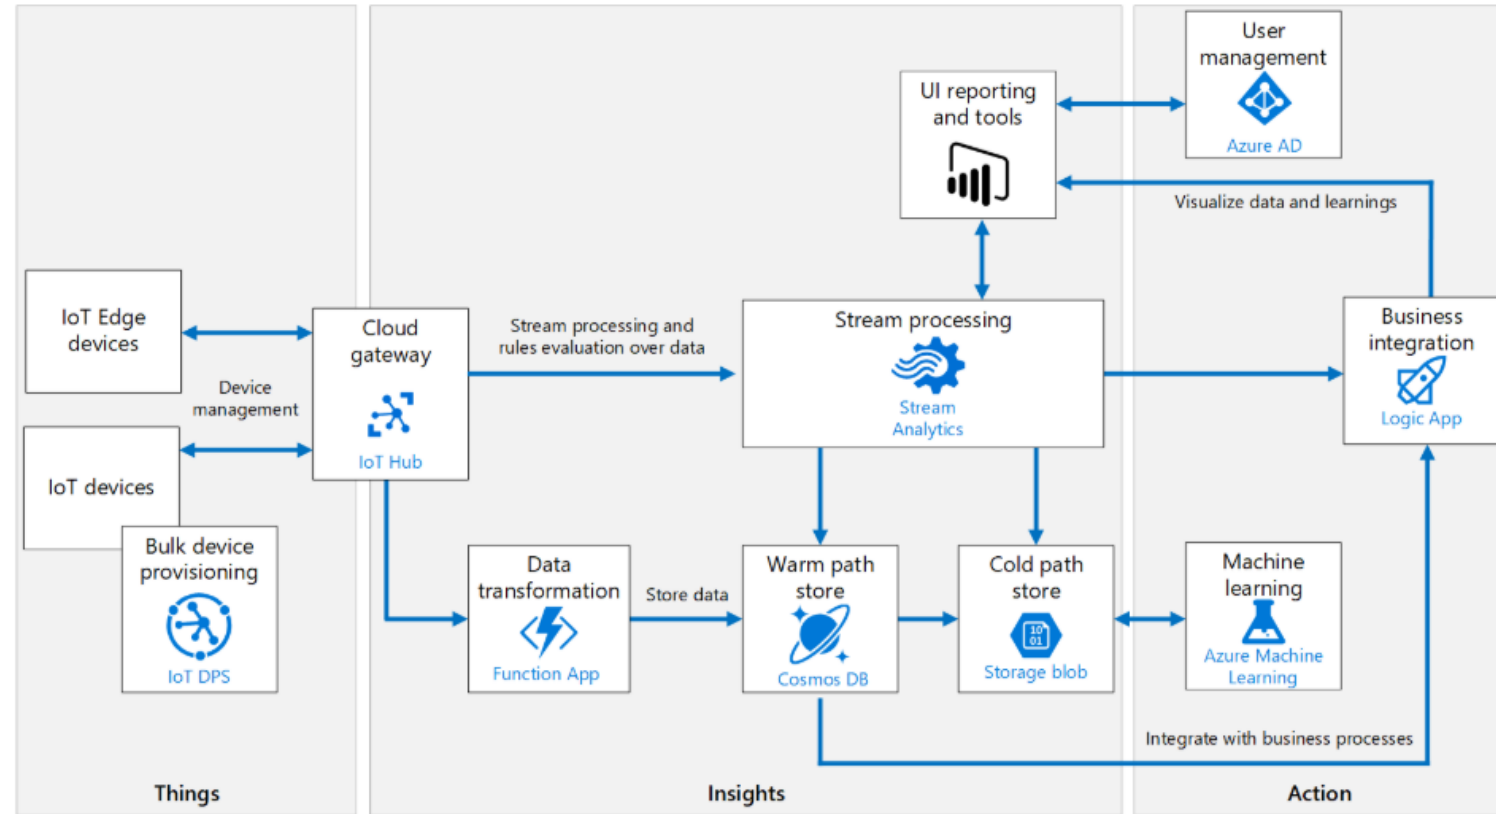 User
management
Azure AD
UI reporting
and tools
Visualize data and learnings
IoT Edge
devices
Cloud
gateway
IoT Hub
Stream processing and
rules evaluation over data
Stream processing
Stream
Analytics
Business
integration
Logic App
Device
management
IoT devices
Bulk device
provisioning
IoT DPS
Data
transformation
Function App
Store data
Warm path
store
Cosmos DB
Cold path
store
10
01
Storage blob
Machine
learning
Azure Machine
Learning
Integrate with business processes
Things
Insights
Action